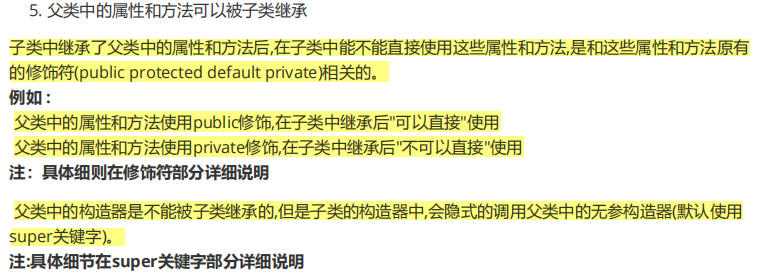 5. 父类中的属性和方法可以被子类继承
子类中继承了父类中的属性和方法后,在子类中能不能直接使用这些属性和方法,是和这些属性和方法原有
的修饰符(public protected default private)相关的。
例如 :
父类中的属性和方法使用public修饰,在子类中继承后"可以直接"使用
父类中的属性和方法使用private修饰,在子类中继承后"不可以直接"使用
注：具体细则在修饰符部分详细说明
父类中的构造器是不能被子类继承的,但是子类的构造器中,会隐式的调用父类中的无参构造器(默认使用
super关键字)。
注:具体细节在super关键字部分详细说明